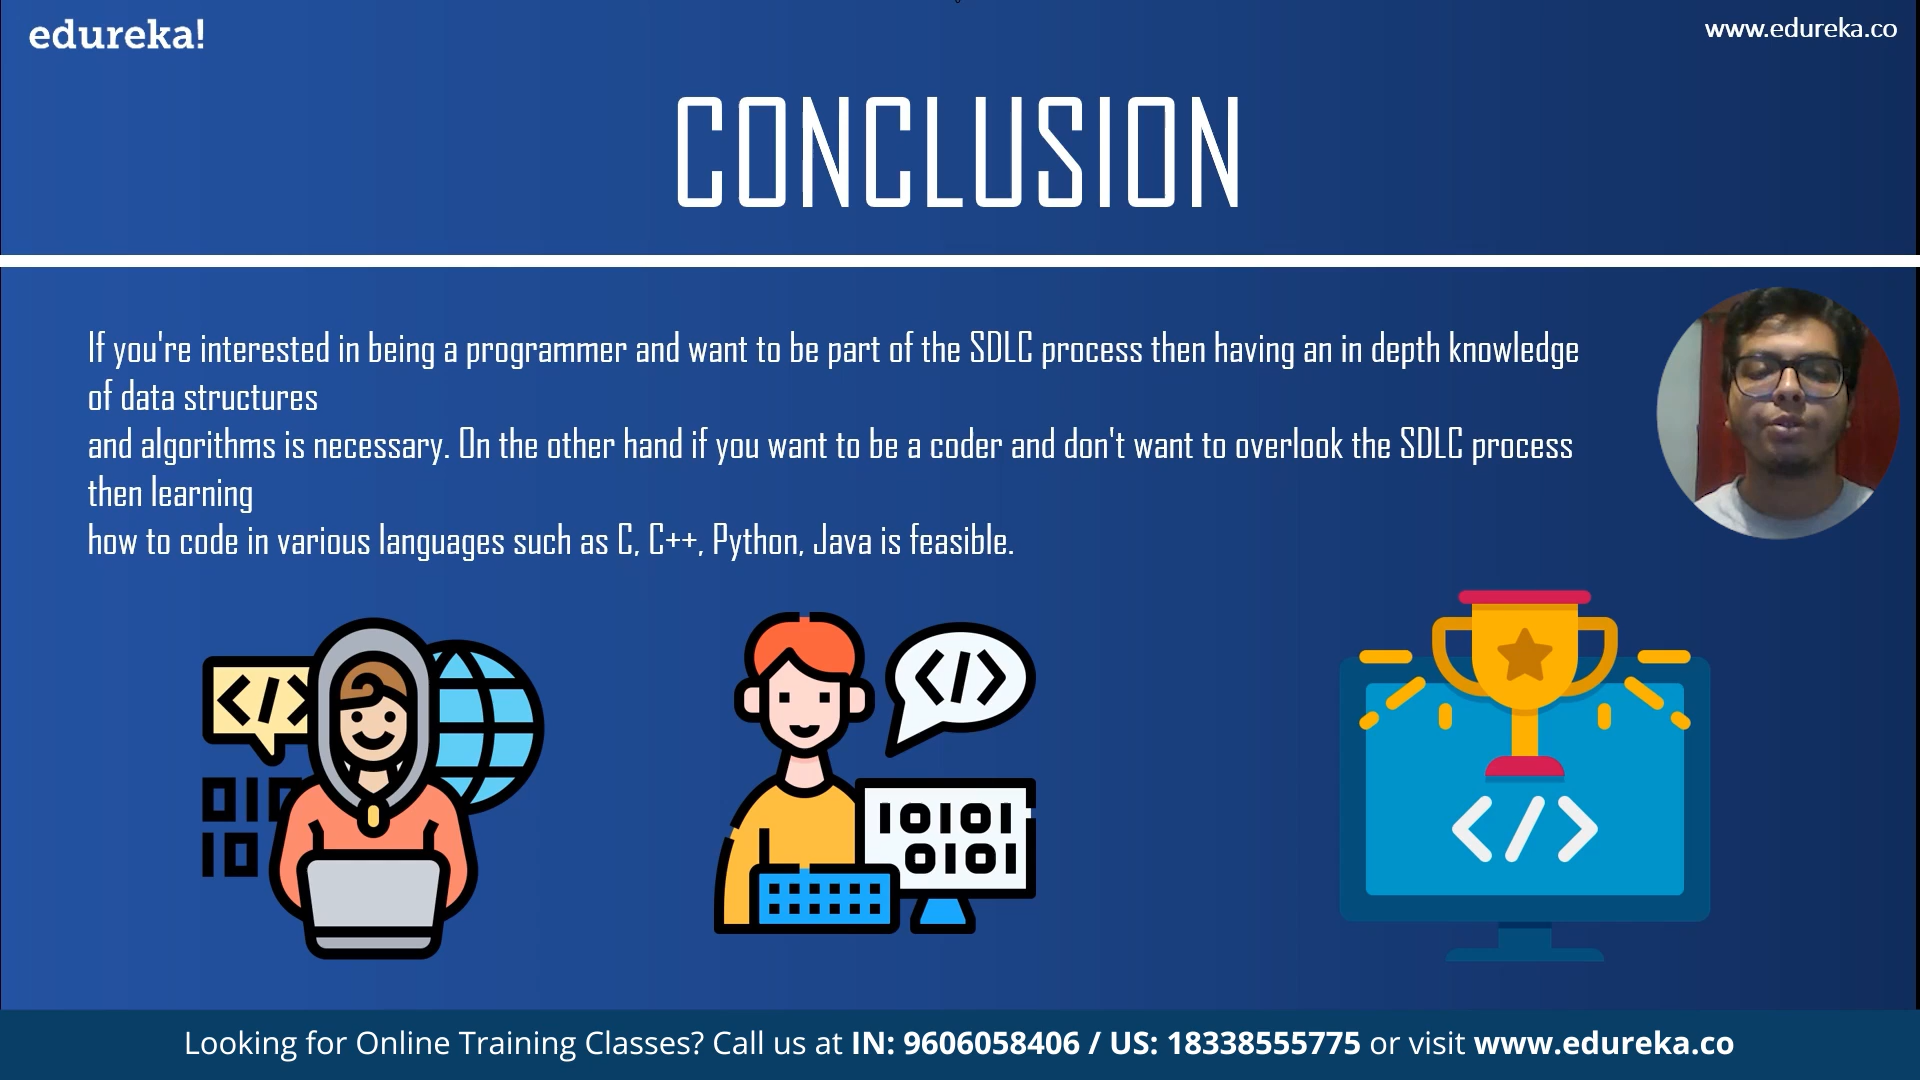 edureka!
www.edureka.co
CONCLUSION
If you're interested in being a programmer and want to be part of the SDLC process then having an in depth knowledge
of data structures
and algorithms is necessary. On the other hand if you want to be a coder and don't want to overlook the SDLC process
then learning
how to code in various languages such as C, C++, Python, Java is feasible.
</>
</>
010
10
10101
0101
</>
Looking for Online Training Classes? Call us at IN: 9606058406 / US: 18338555775 or visit www.edureka.co